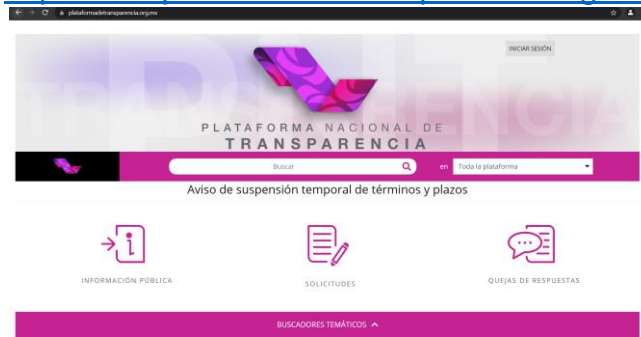 plataformadetransparencia.org.mx
INICIAR SESIÓN
PLATAFORMA NACIONAL DE
TRANSPARENCIA
Buscar
en
Toda la plataforma
Aviso de suspensión temporal de términos y plazos
INFORMACIÓN PÚBLICA
SOLICITUDES
QUEJAS DE RESPUESTAS
BUSCADORES TEMÁTICOS